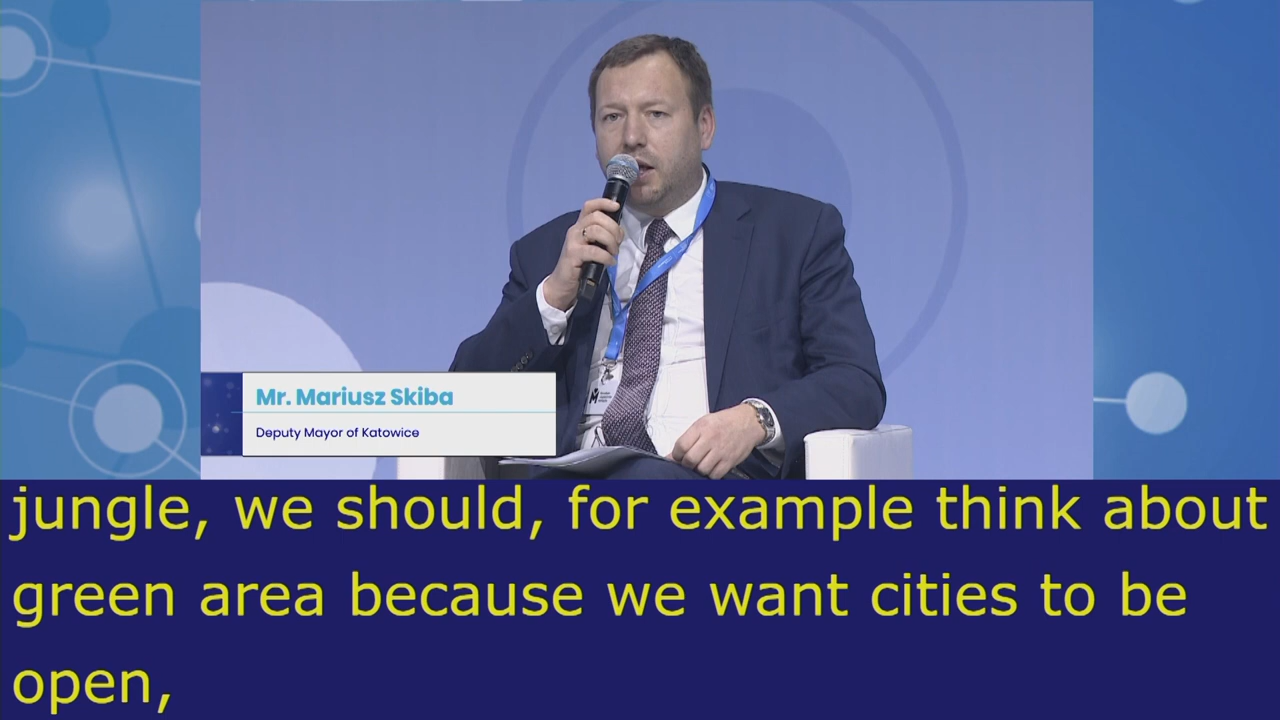 Mr. Mariusz Skiba
Deputy Mayor of Katowice
jungle, we should, for example think about
green area because we want cities to be
open,